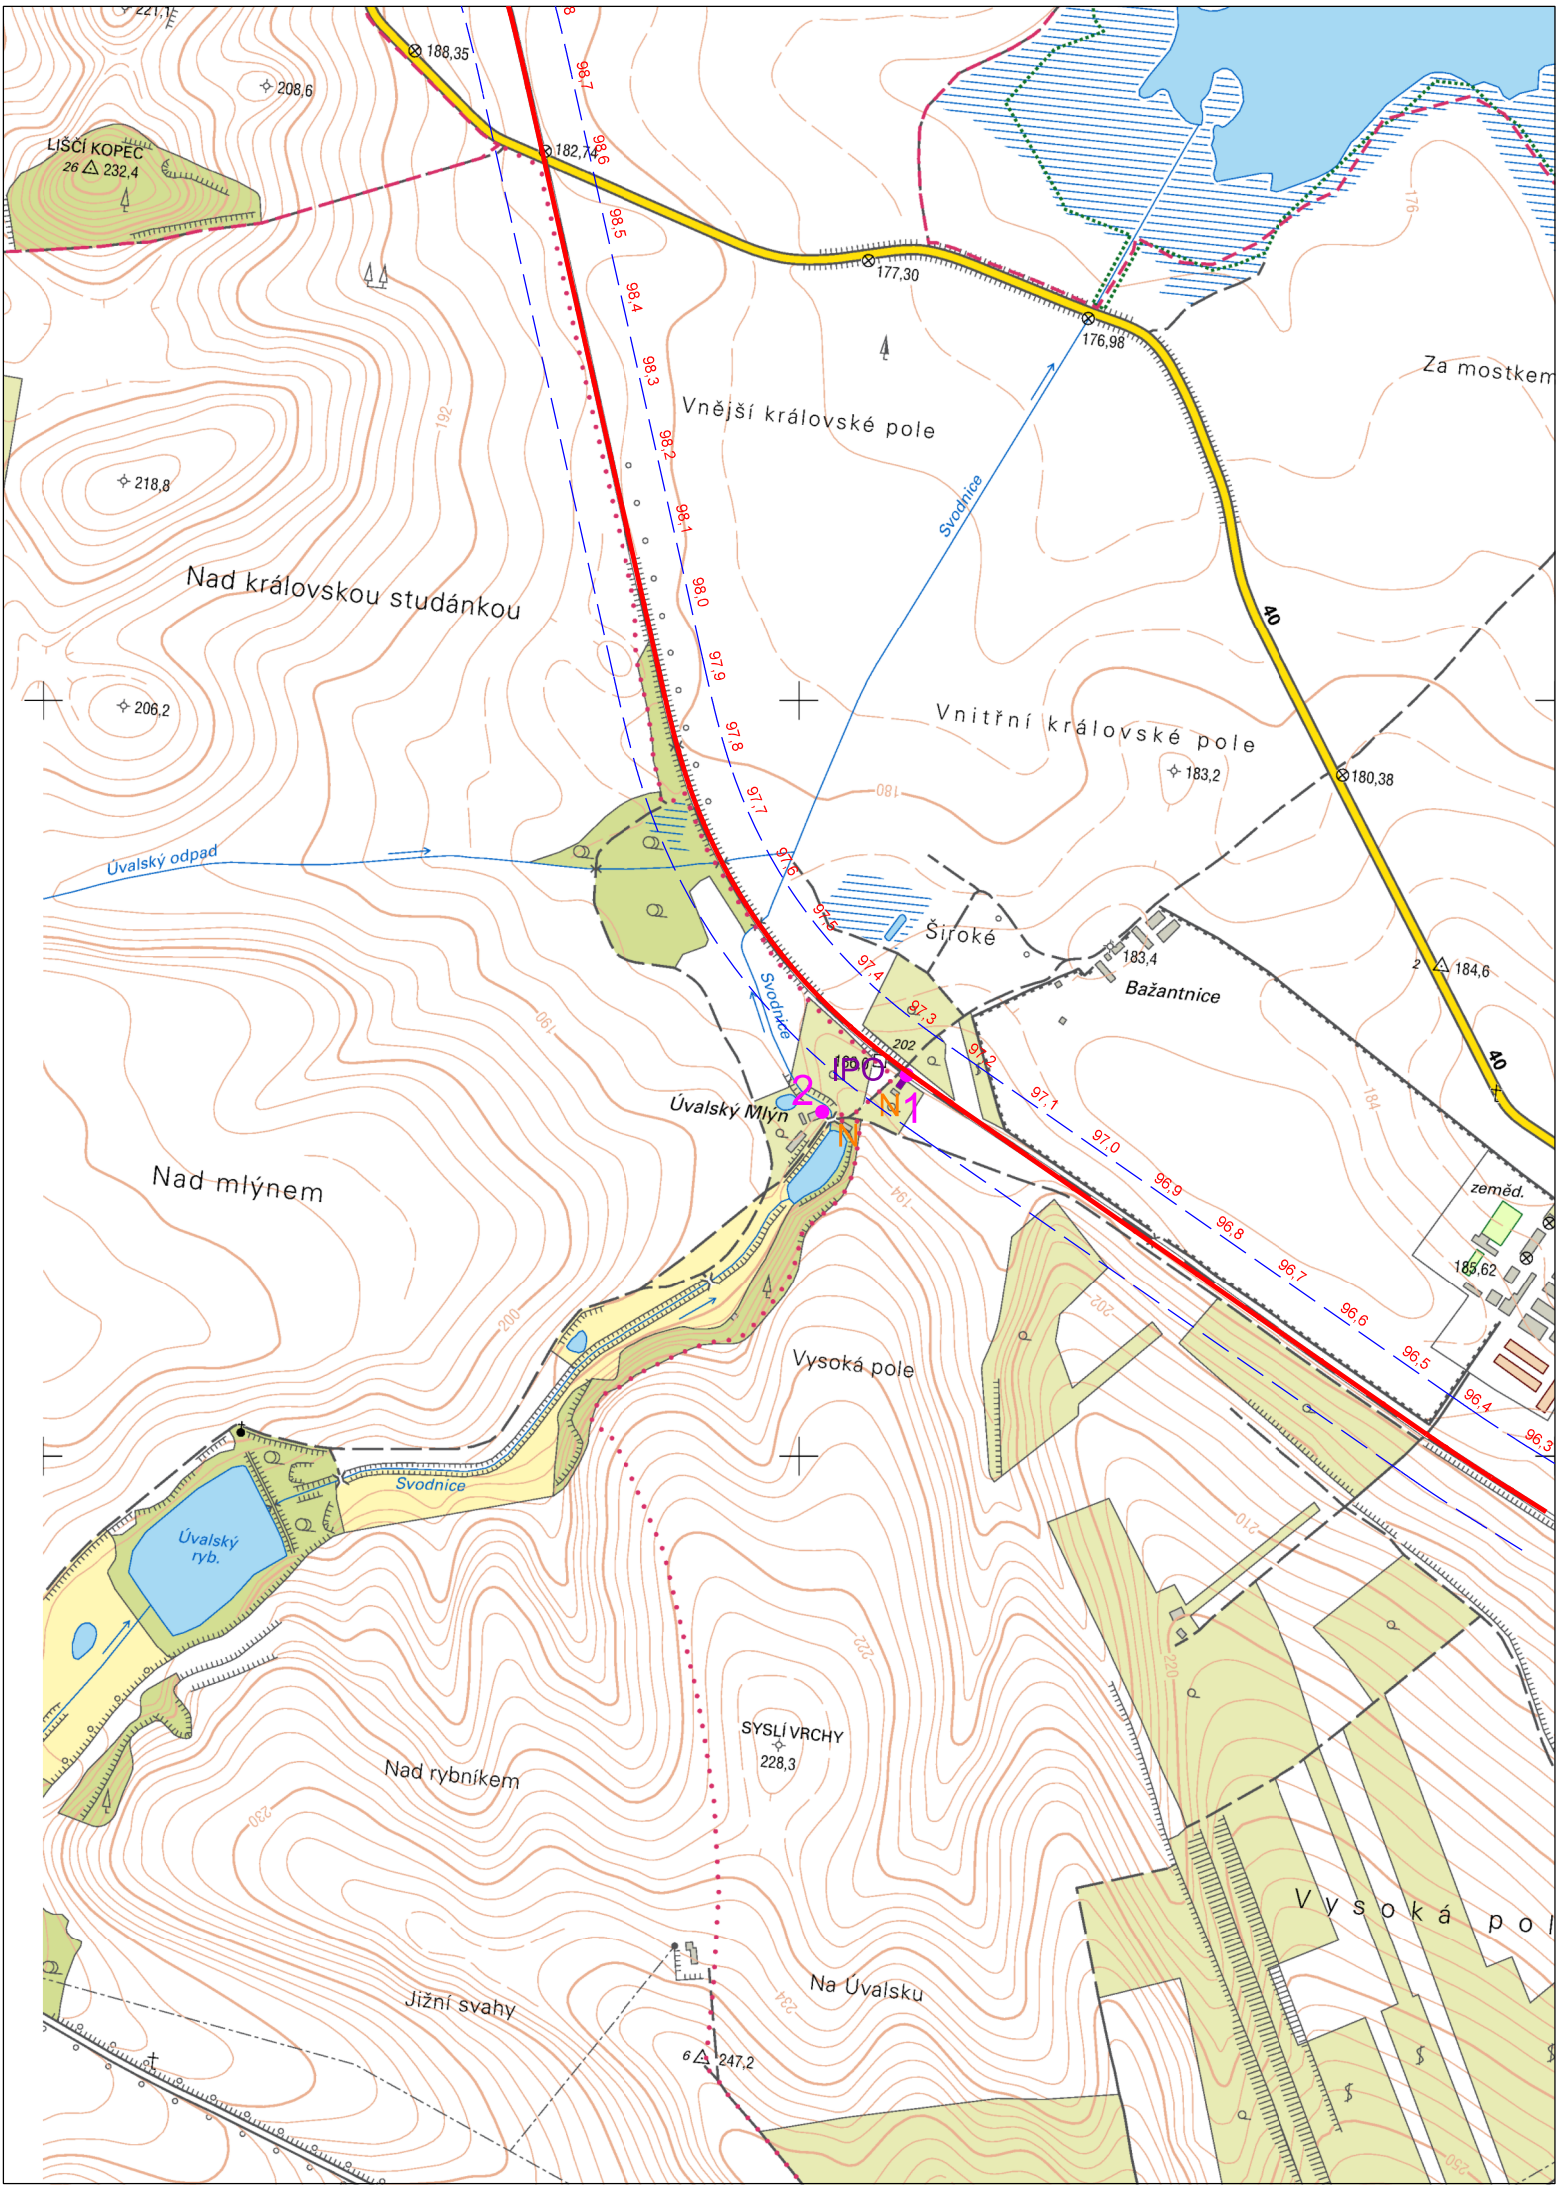 221,1
188,35
208,6
LIŠČÍ KOPEC
26 232,4
182,74
8
98,7
98,6
98,5
98,4
98,3
98,2
98,1
98,0
97,9
97,8
97,7
97,6
97,5
97,4
97,3
97,2
97,1
97,0
96,9
96,8
96,7
96,6
96,5
96,4
96,3
177,30
176,98
176
Za mostkem
192
Vnější královské pole
Svodnice
218,8
Nad královskou studánkou
40
206,2
Vnitřní královské pole
183,2
180,38
180
Úvalský odpad
Široké
183,4
Bažantnice
2 184,6
40
Svodnice
190
202
IPO
2
N
1
Úvalský Mlýn
N
184
Nad mlýnem
194
zeměd.
185,62
200
202
Vysoká pole
Svodnice
Úvalský
ryb.
210
222
220
SYSLÍ VRCHY
228,3
Nad rybníkem
230
Vysoká pol
Na Úvalsku
234
Jižní svahy
6 247,2
250